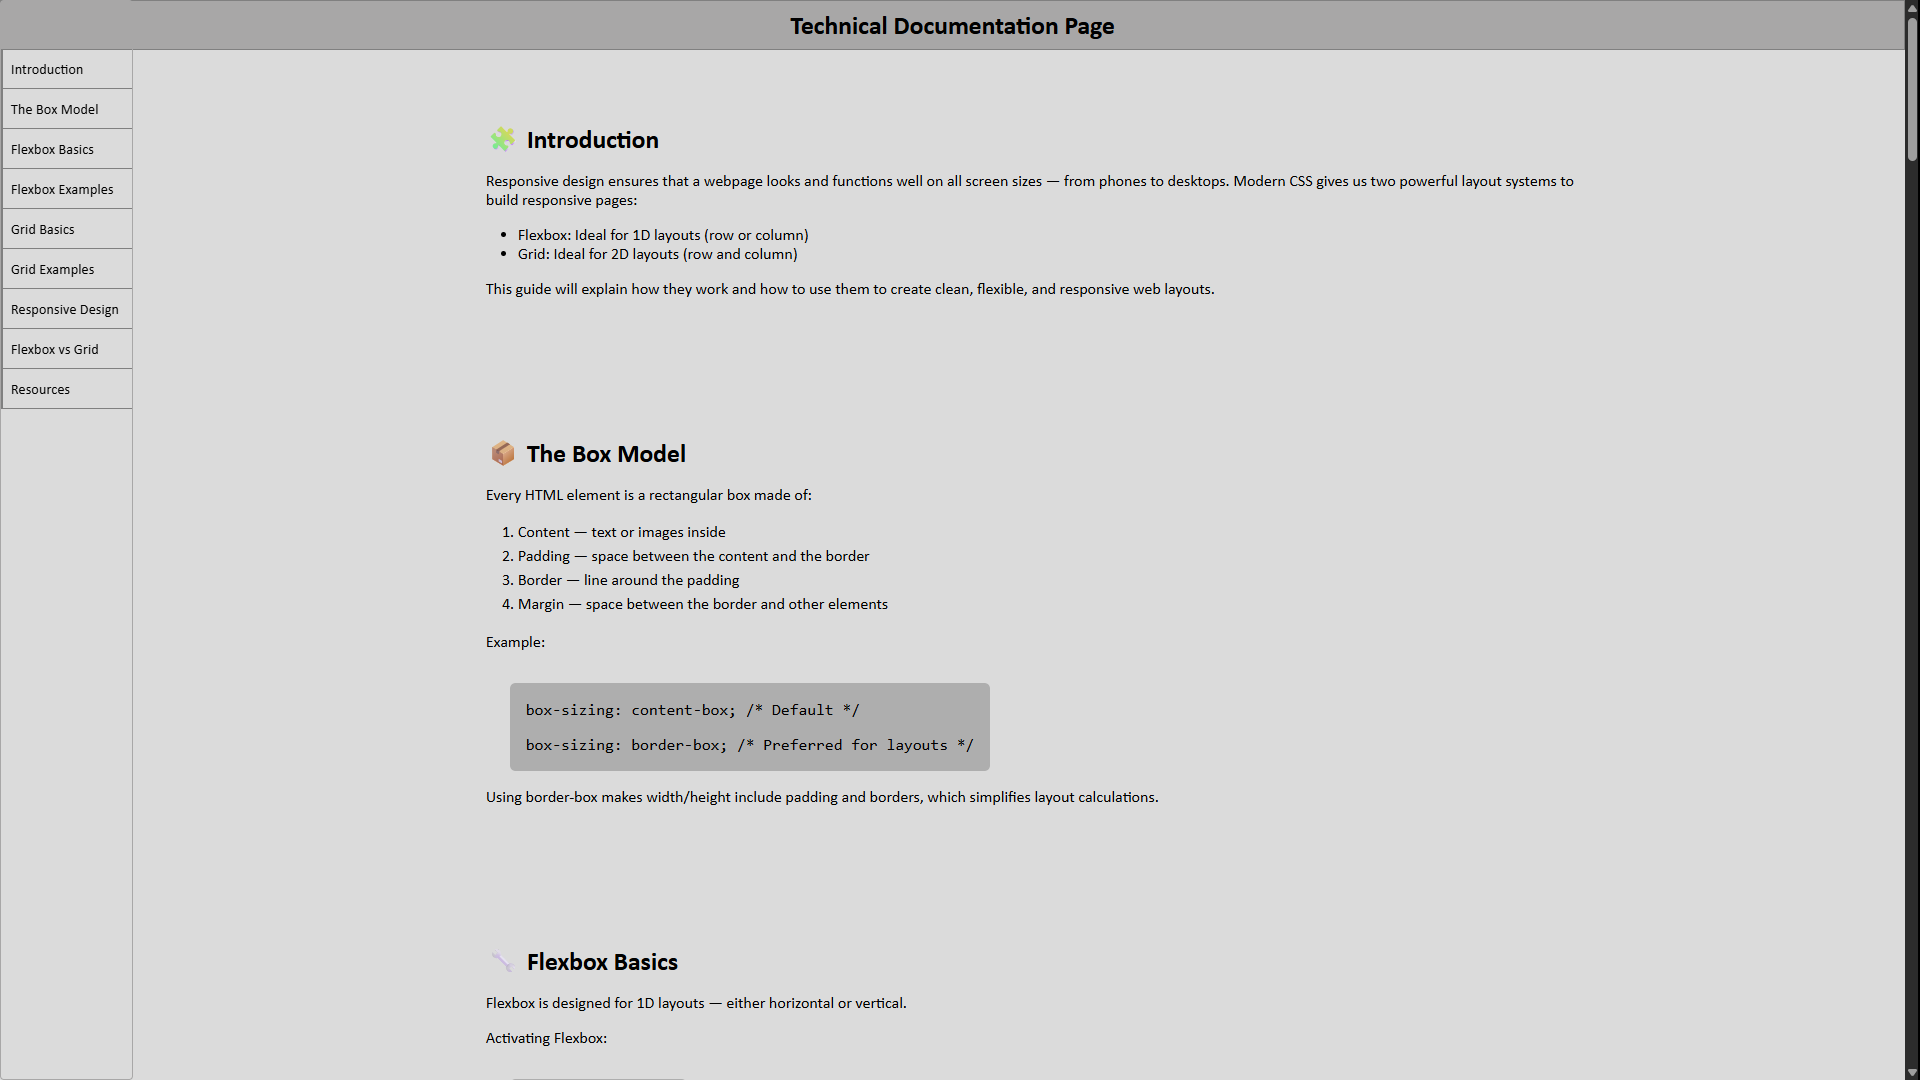 Technical Documentation Page
Introduction
The Box Model
Flexbox Basics
Flexbox Examples
Grid Basics
Grid Examples
Responsive Design
Flexbox vs Grid
Resources
🧩 Introduction
Responsive design ensures that a webpage looks and functions well on all screen sizes — from phones to desktops. Modern CSS gives us two powerful layout systems to
build responsive pages:
• Flexbox: Ideal for 1D layouts (row or column)
• Grid: Ideal for 2D layouts (row and column)
This guide will explain how they work and how to use them to create clean, flexible, and responsive web layouts.
📦 The Box Model
Every HTML element is a rectangular box made of:
1. Content — text or images inside
2. Padding — space between the content and the border
3. Border — line around the padding
4. Margin — space between the border and other elements
Example:
box-sizing: content-box; /* Default */
box-sizing: border-box; /* Preferred for layouts */
Using border-box makes width/height include padding and borders, which simplifies layout calculations.
🔧 Flexbox Basics
Flexbox is designed for 1D layouts — either horizontal or vertical.
Activating Flexbox: